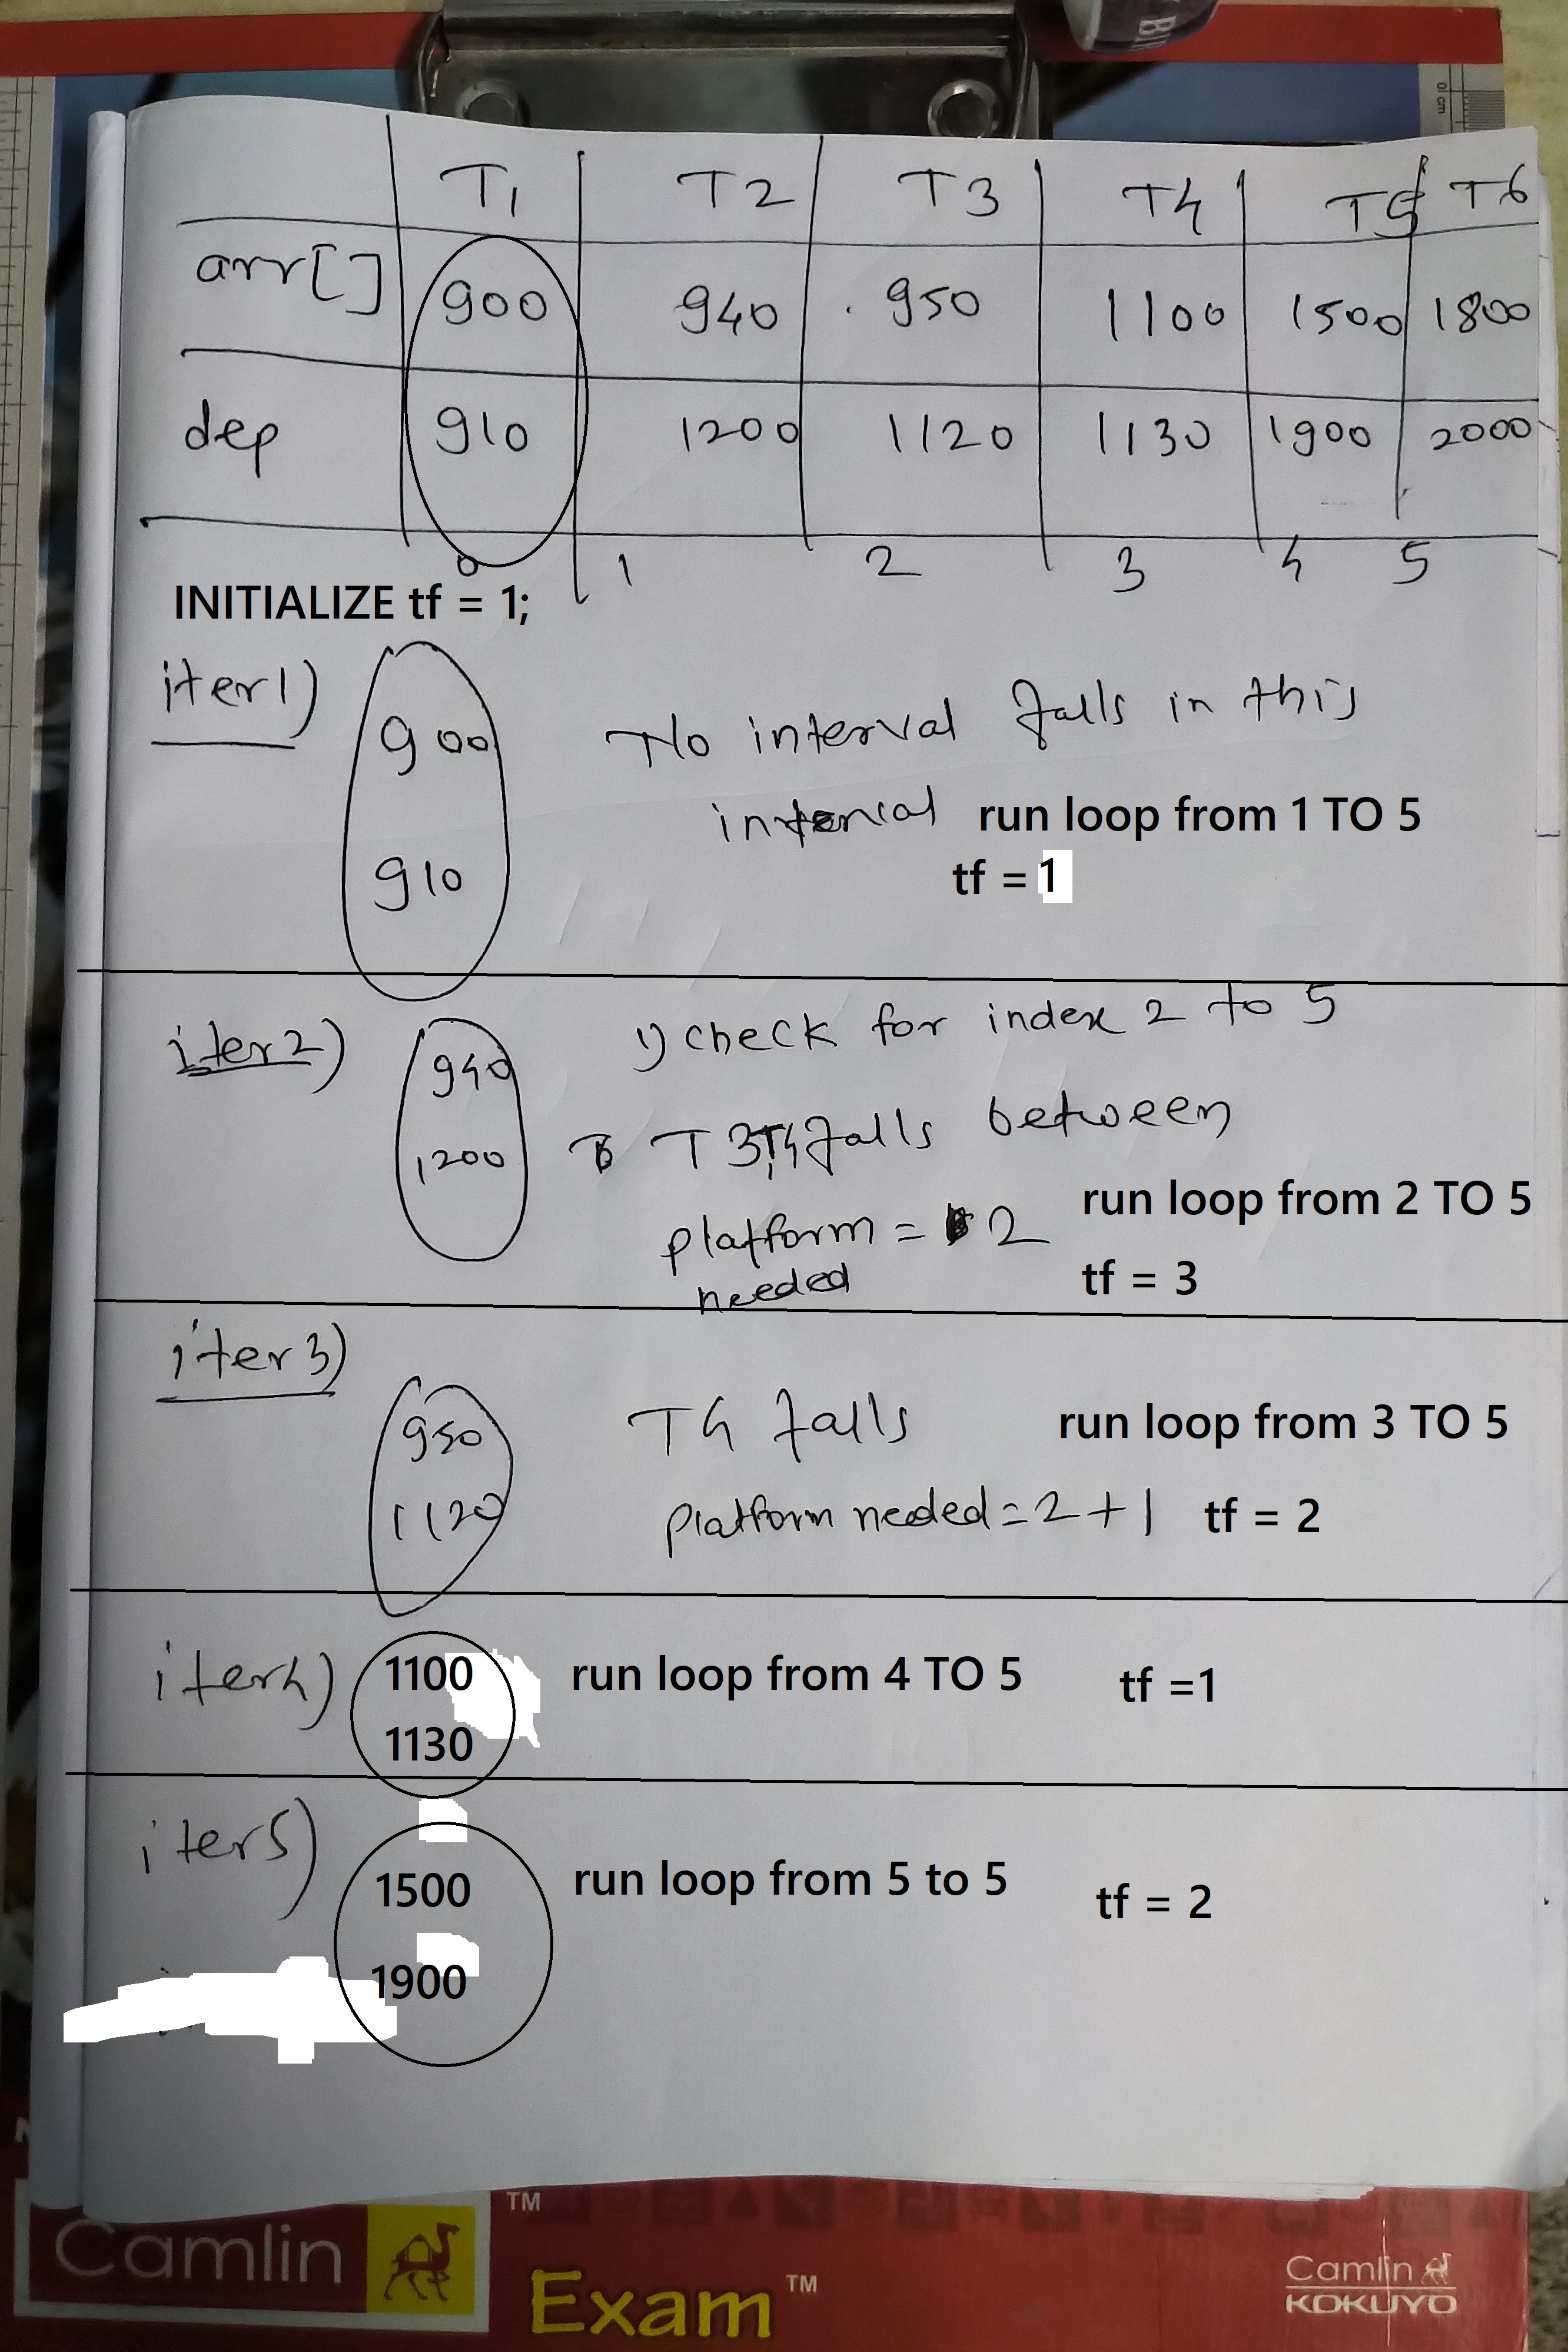 T1 T2 T3 T4 T5 T6
arr[] 900 940 950 1100 1500 1800
dep 910 1200 1120 1130 1900 2000
0 1 2 3 4 5
INITIALIZE tf = 1;
iter1) 900 No interval falls in this
interval run loop from 1 TO 5
910 tf = 1
iter2) 940 1) check for index 2 to 5
1200 T3,T4 falls between
platform = 2 run loop from 2 TO 5
needed tf = 3
iter3)
950 T4 falls run loop from 3 TO 5
1120 platform needed = 2 + 1 tf = 2
iter4) 1100 run loop from 4 TO 5 tf =1
1130
iter5)
1500 run loop from 5 to 5 tf = 2
1900
Camlin TM
Exam TM
Camlin
KOKUYO